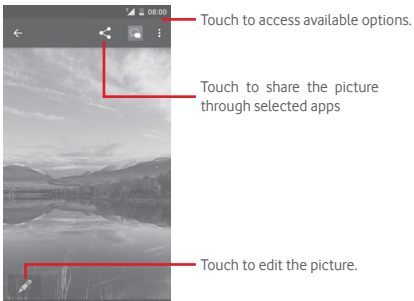 08:00
Touch to access available options.
Touch to share the picture
through selected apps
Touch to edit the picture.